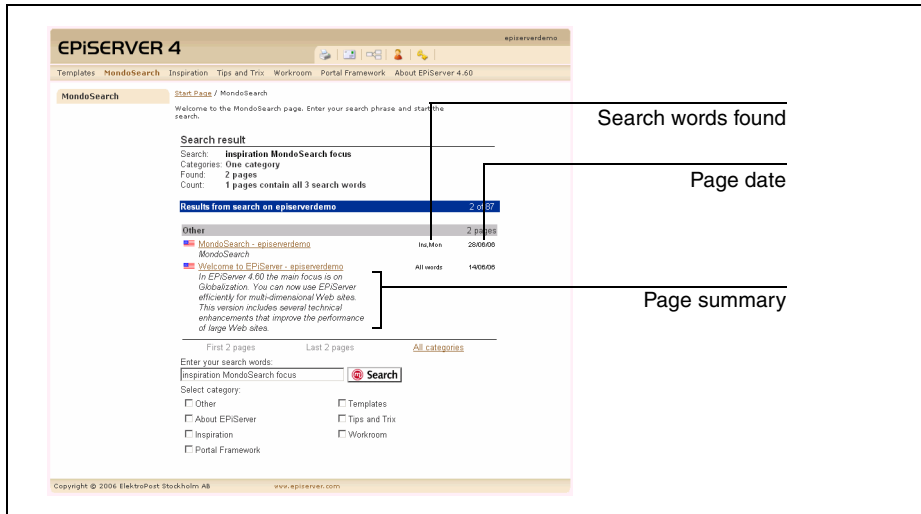 EPiSERVER 4
episerverdemo
Templates MondoSearch Inspiration Tips and Trix Workroom Portal Framework About EPiServer 4.60
MondoSearch
Start Page / MondoSearch
Welcome to the MondoSearch page. Enter your search phrase and start the
search.
Search words found
Search result
Search: inspiration MondoSearch focus
Categories: One category
Found: 2 pages
Count: 1 pages contain all 3 search words
Page date
Results from search on episerverdemo 2 of 87
Other 2 pages
MondoSearch - episerverdemo Ins,Mon 28/06/06
MondoSearch
Welcome to EPiServer - episerverdemo All words 14/06/06
In EPiServer 4.60 the main focus is on
Globalization. You can now use EPiServer
efficiently for multi-dimensional Web sites.
This version includes several technical
enhancements that improve the performance
of large Web sites.
Page summary
First 2 pages Last 2 pages All categories
Enter your search words:
inspiration MondoSearch focus Search
Select category:
Other Templates
About EPiServer Tips and Trix
Inspiration Workroom
Portal Framework
Copyright © 2006 ElektroPost Stockholm AB www.episerver.com